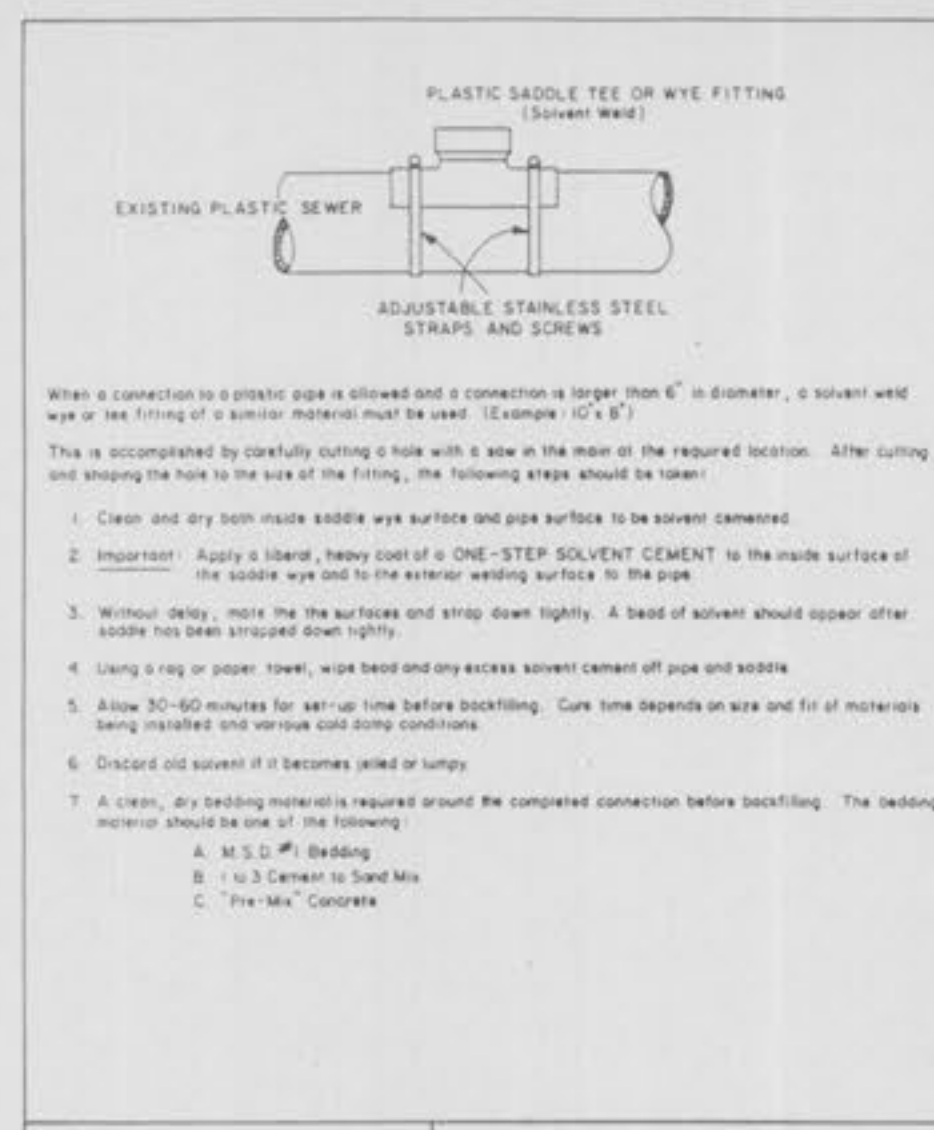 PLASTIC SADDLE TEE OR WYE FITTING
(Solvent Weld)
EXISTING PLASTIC SEWER
ADJUSTABLE STAINLESS STEEL
STRAPS AND SCREWS
When a connection to a plastic pipe is allowed and a connection is larger than 6" in diameter, a solvent weld
wye or tee fitting of a similar material must be used. (Example: 10" x 8")
This is accomplished by carefully cutting a hole with a saw in the main at the required location. After cutting
and shaping the hole to the size of the fitting, the following steps should be taken:
1. Clean and dry both inside saddle wye surface and pipe surface to be solvent cemented.
2. Important: Apply a liberal, heavy coat of a ONE-STEP SOLVENT CEMENT to the inside surface of
the saddle wye and to the exterior welding surface to the pipe
3. Without delay, mate the the surfaces and strap down tightly. A bead of solvent should appear after
saddle has been strapped down tightly.
4. Using a rag or paper towel, wipe bead and any excess solvent cement off pipe and saddle
5. Allow 30-60 minutes for set-up time before backfilling. Cure time depends on size and fit of materials
being installed and various cold damp conditions.
6. Discard old solvent if it becomes jelled or lumpy.
7. A clean, dry bedding material is required around the completed connection before backfilling. The bedding
material should be one of the following:
A. M.S.D. #1 Bedding
B. 1 to 3 Cement to Sand Mix
C. "Pre-Mix" Concrete